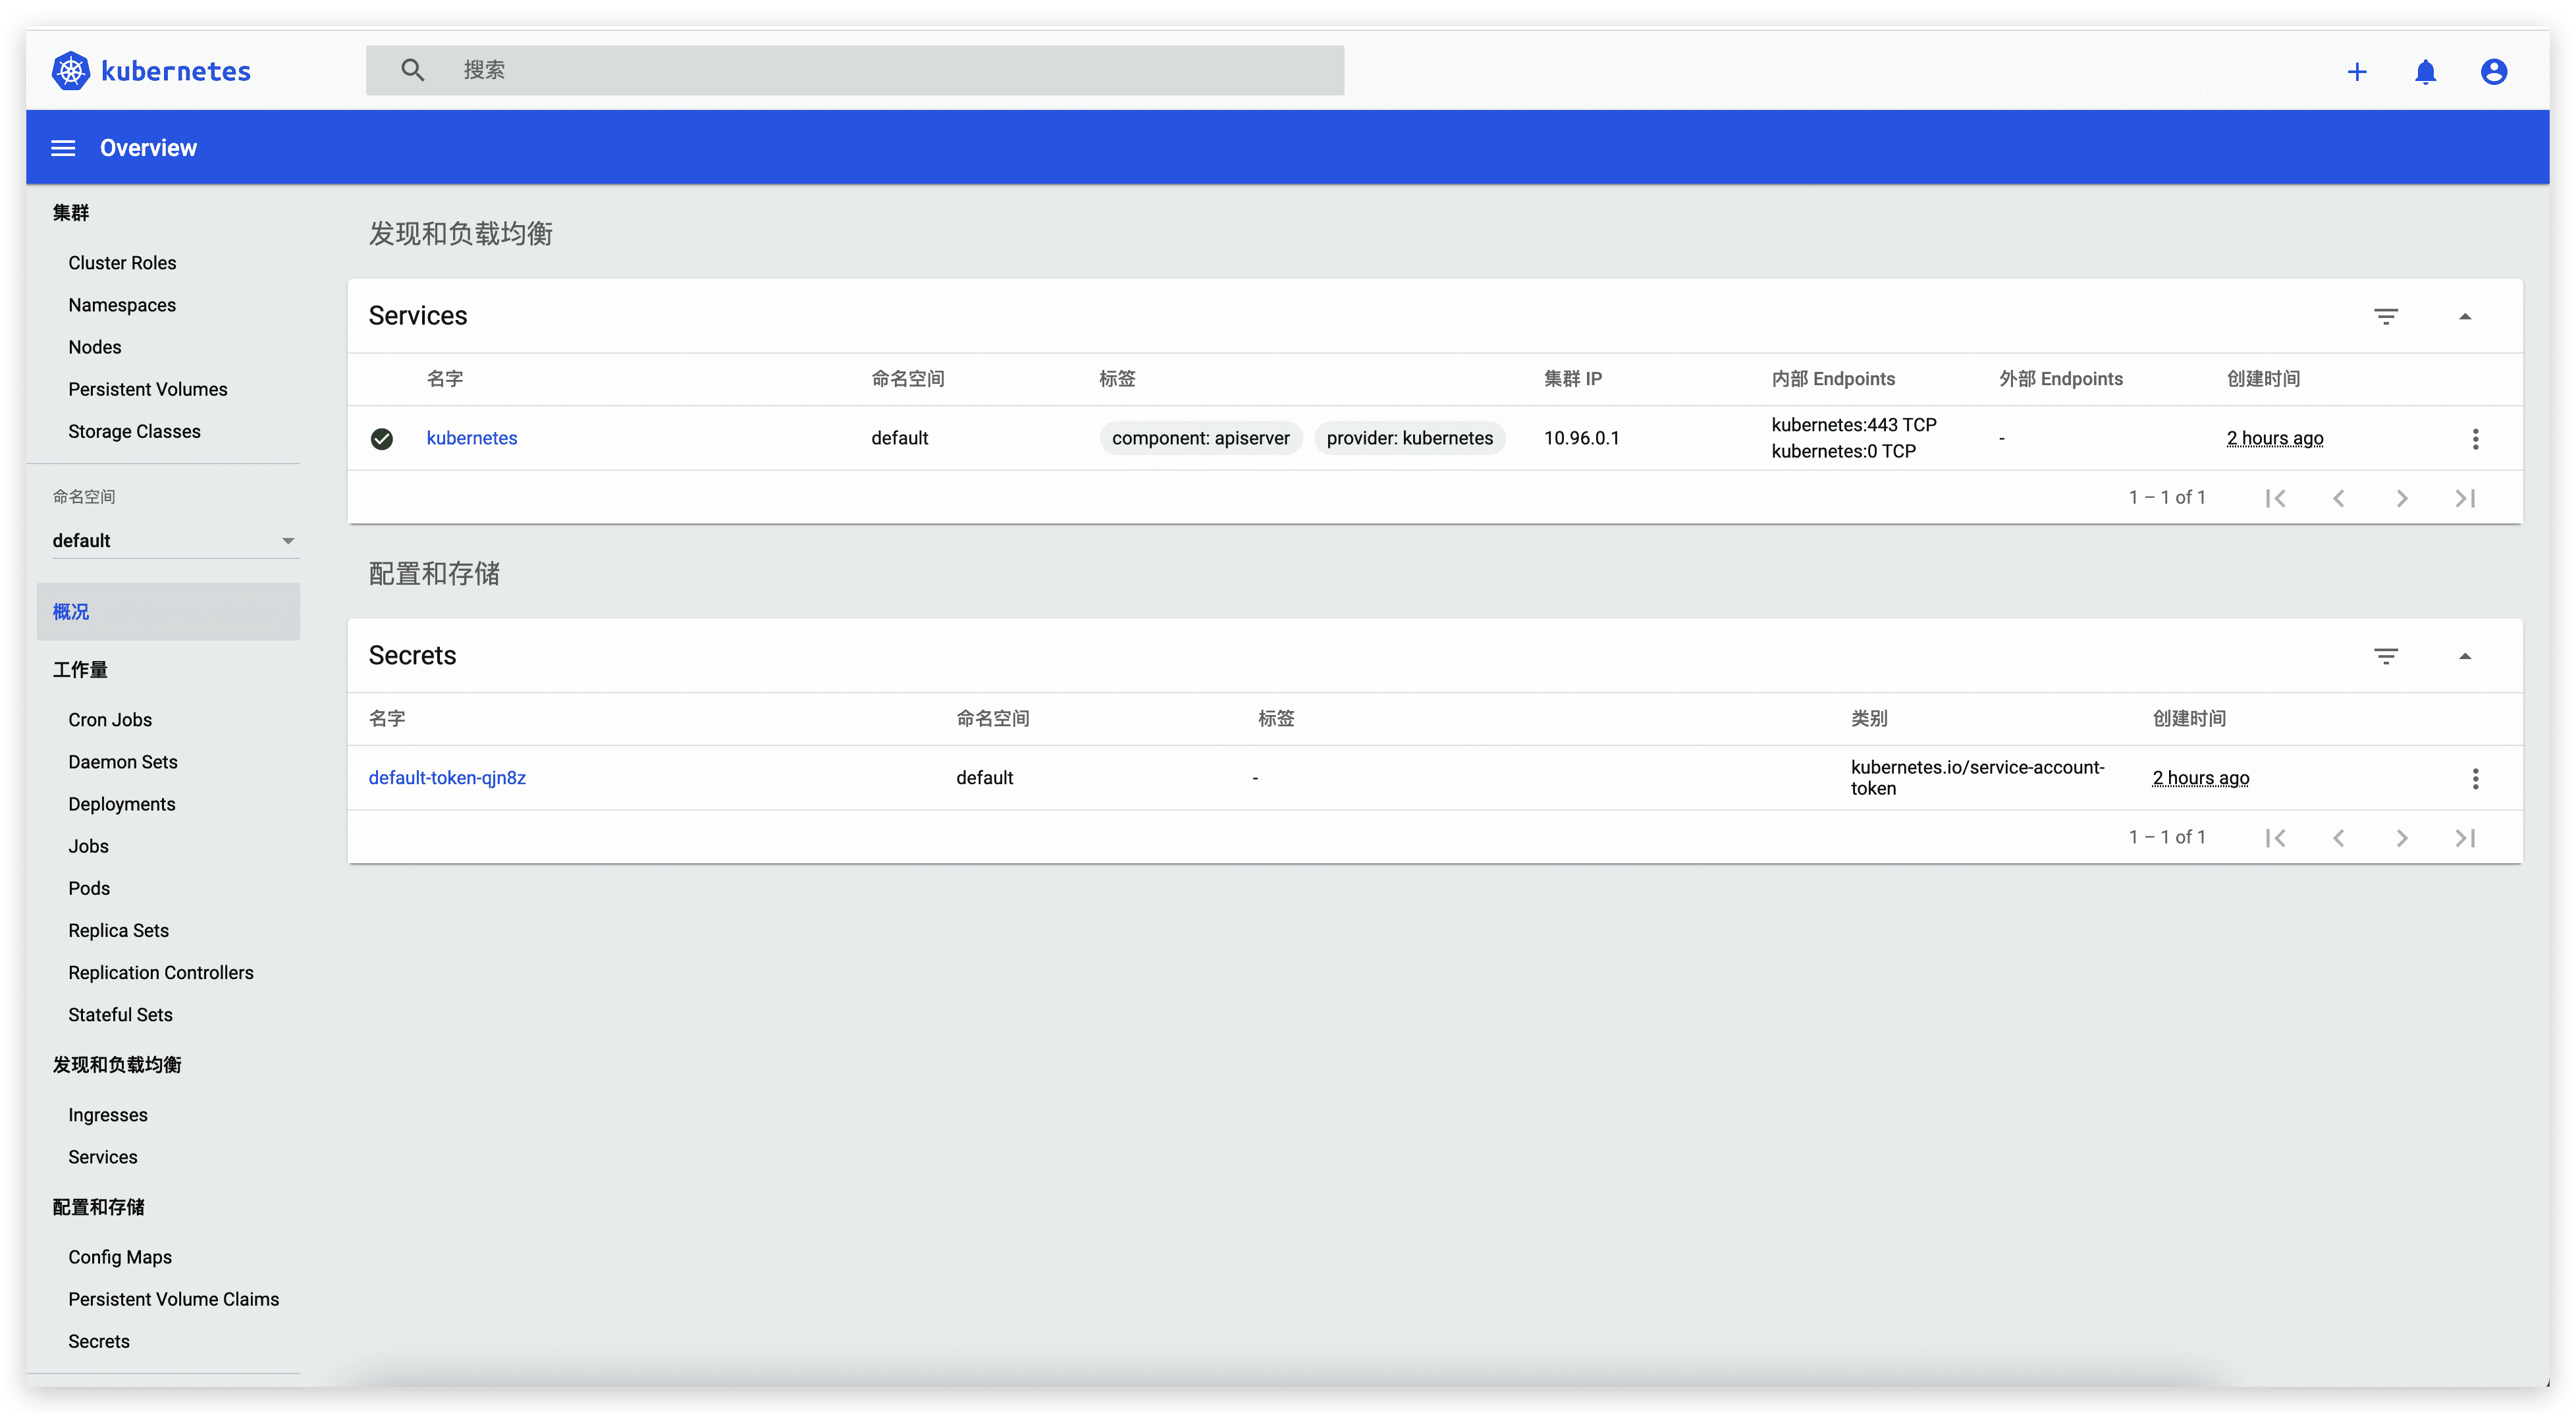 kubernetes
搜索
Overview
集群
Cluster Roles
Namespaces
Nodes
Persistent Volumes
Storage Classes
命名空间
default
概况
工作量
Cron Jobs
Daemon Sets
Deployments
Jobs
Pods
Replica Sets
Replication Controllers
Stateful Sets
发现和负载均衡
Ingresses
Services
配置和存储
Config Maps
Persistent Volume Claims
Secrets
发现和负载均衡
Services
名字 命名空间 标签 集群 IP 内部 Endpoints 外部 Endpoints 创建时间
kubernetes default component: apiserver provider: kubernetes 10.96.0.1 kubernetes:443 TCP - 2 hours ago
kubernetes:0 TCP
1 – 1 of 1
配置和存储
Secrets
名字 命名空间 标签 类别 创建时间
default-token-qjn8z default - kubernetes.io/service-account- 2 hours ago
token
1 – 1 of 1